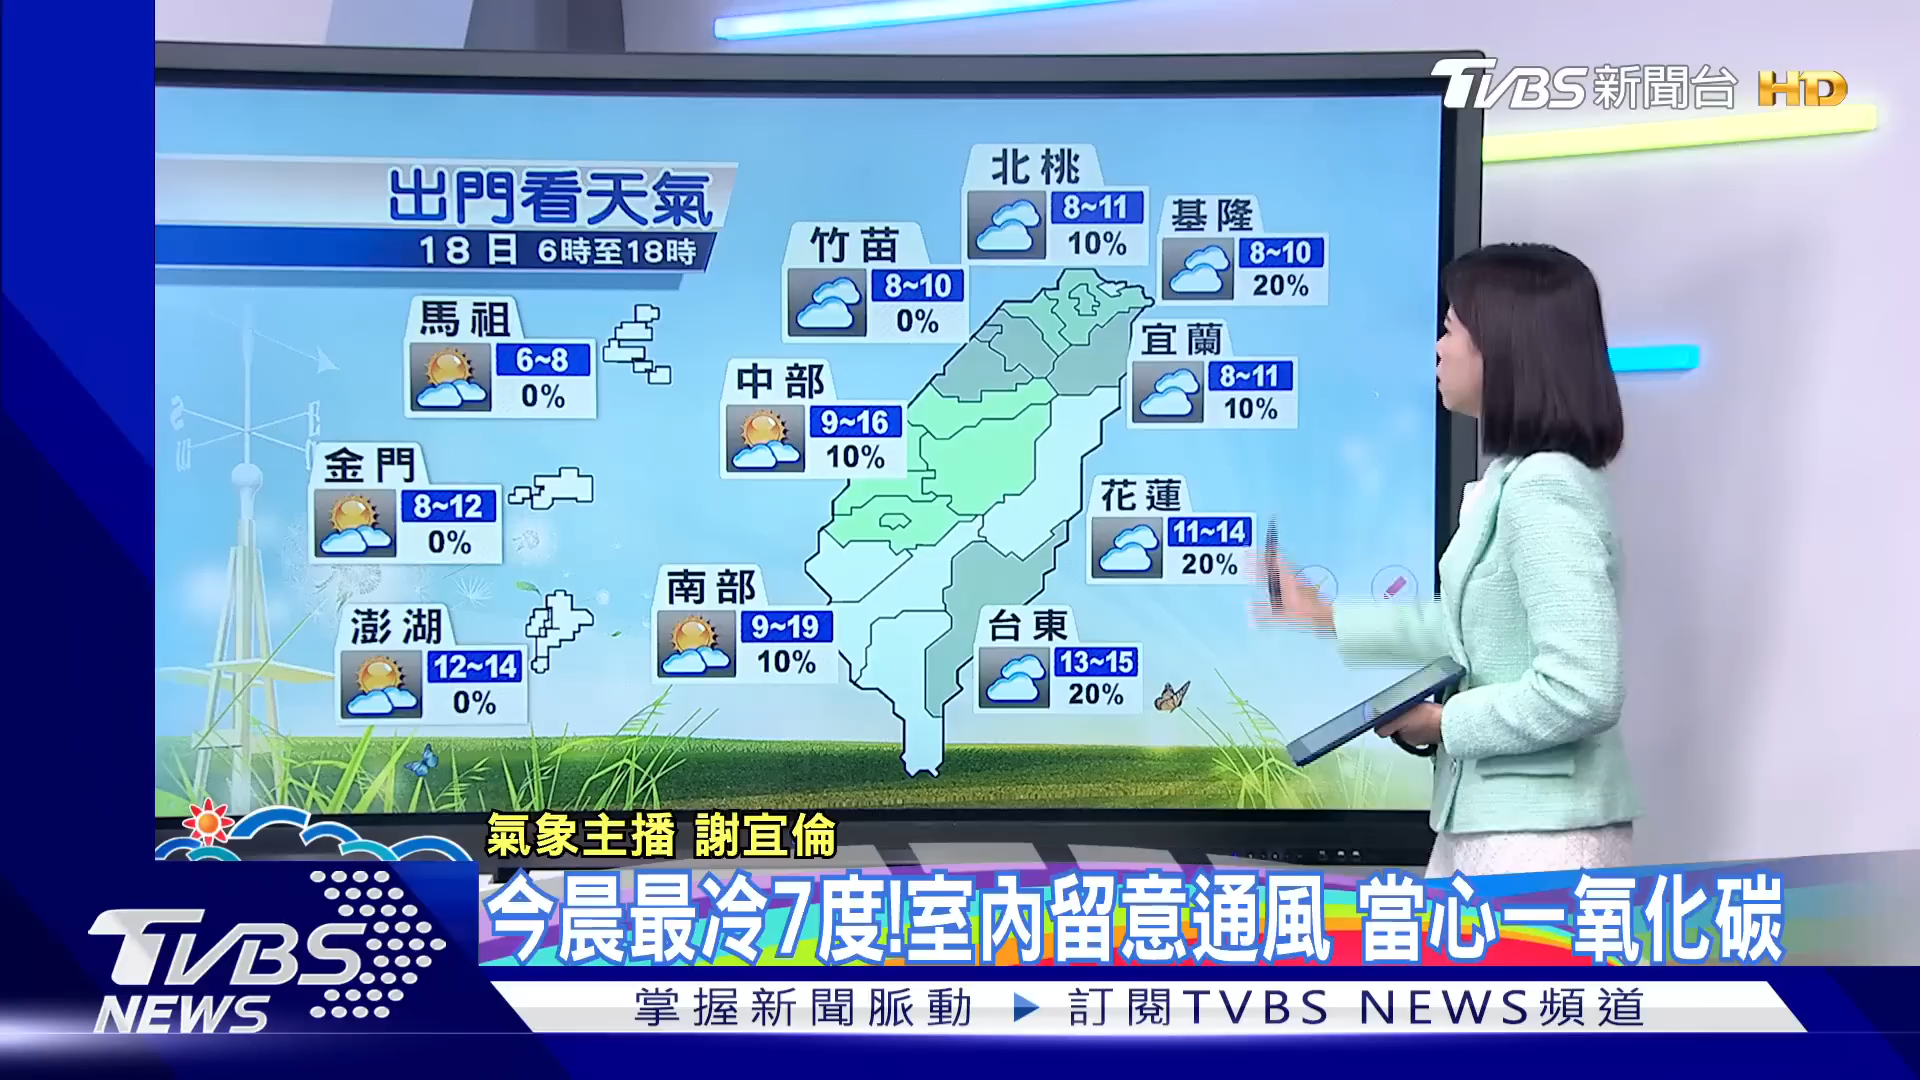 TVBS新聞台 HD
出門看天氣
18日 6時至18時
北桃
8~11
10%
基隆
8~10
20%
竹苗
8~10
0%
馬祖
6~8
0%
宜蘭
8~11
10%
中部
9~16
10%
金門
8~12
0%
花蓮
11~14
20%
南部
9~19
10%
澎湖
12~14
0%
台東
13~15
20%
氣象主播 謝宜倫
今晨最冷7度!室內留意通風 當心一氧化碳
TVBS
NEWS
掌握新聞脈動 ▶ 訂閱TVBS NEWS頻道